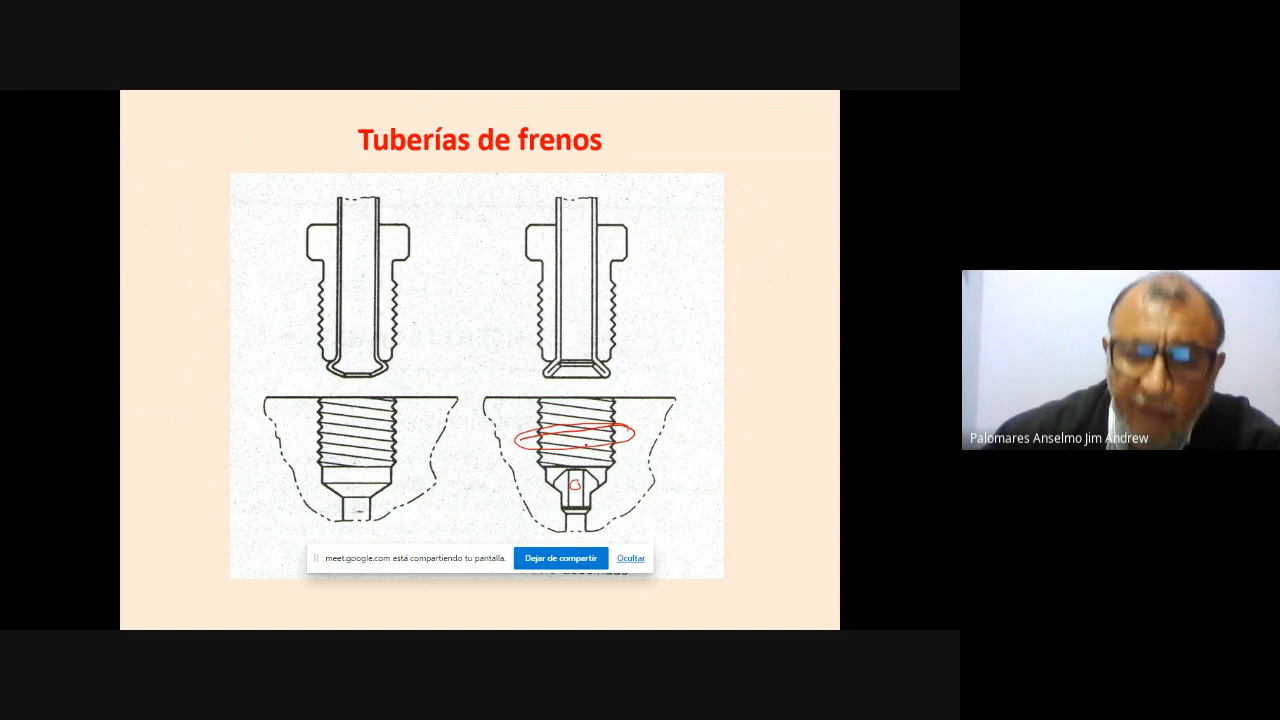 Tuberías de frenos
meet.google.com está compartiendo tu pantalla.
Dejar de compartir
Ocultar
Palomares Anselmo Jim Andrew